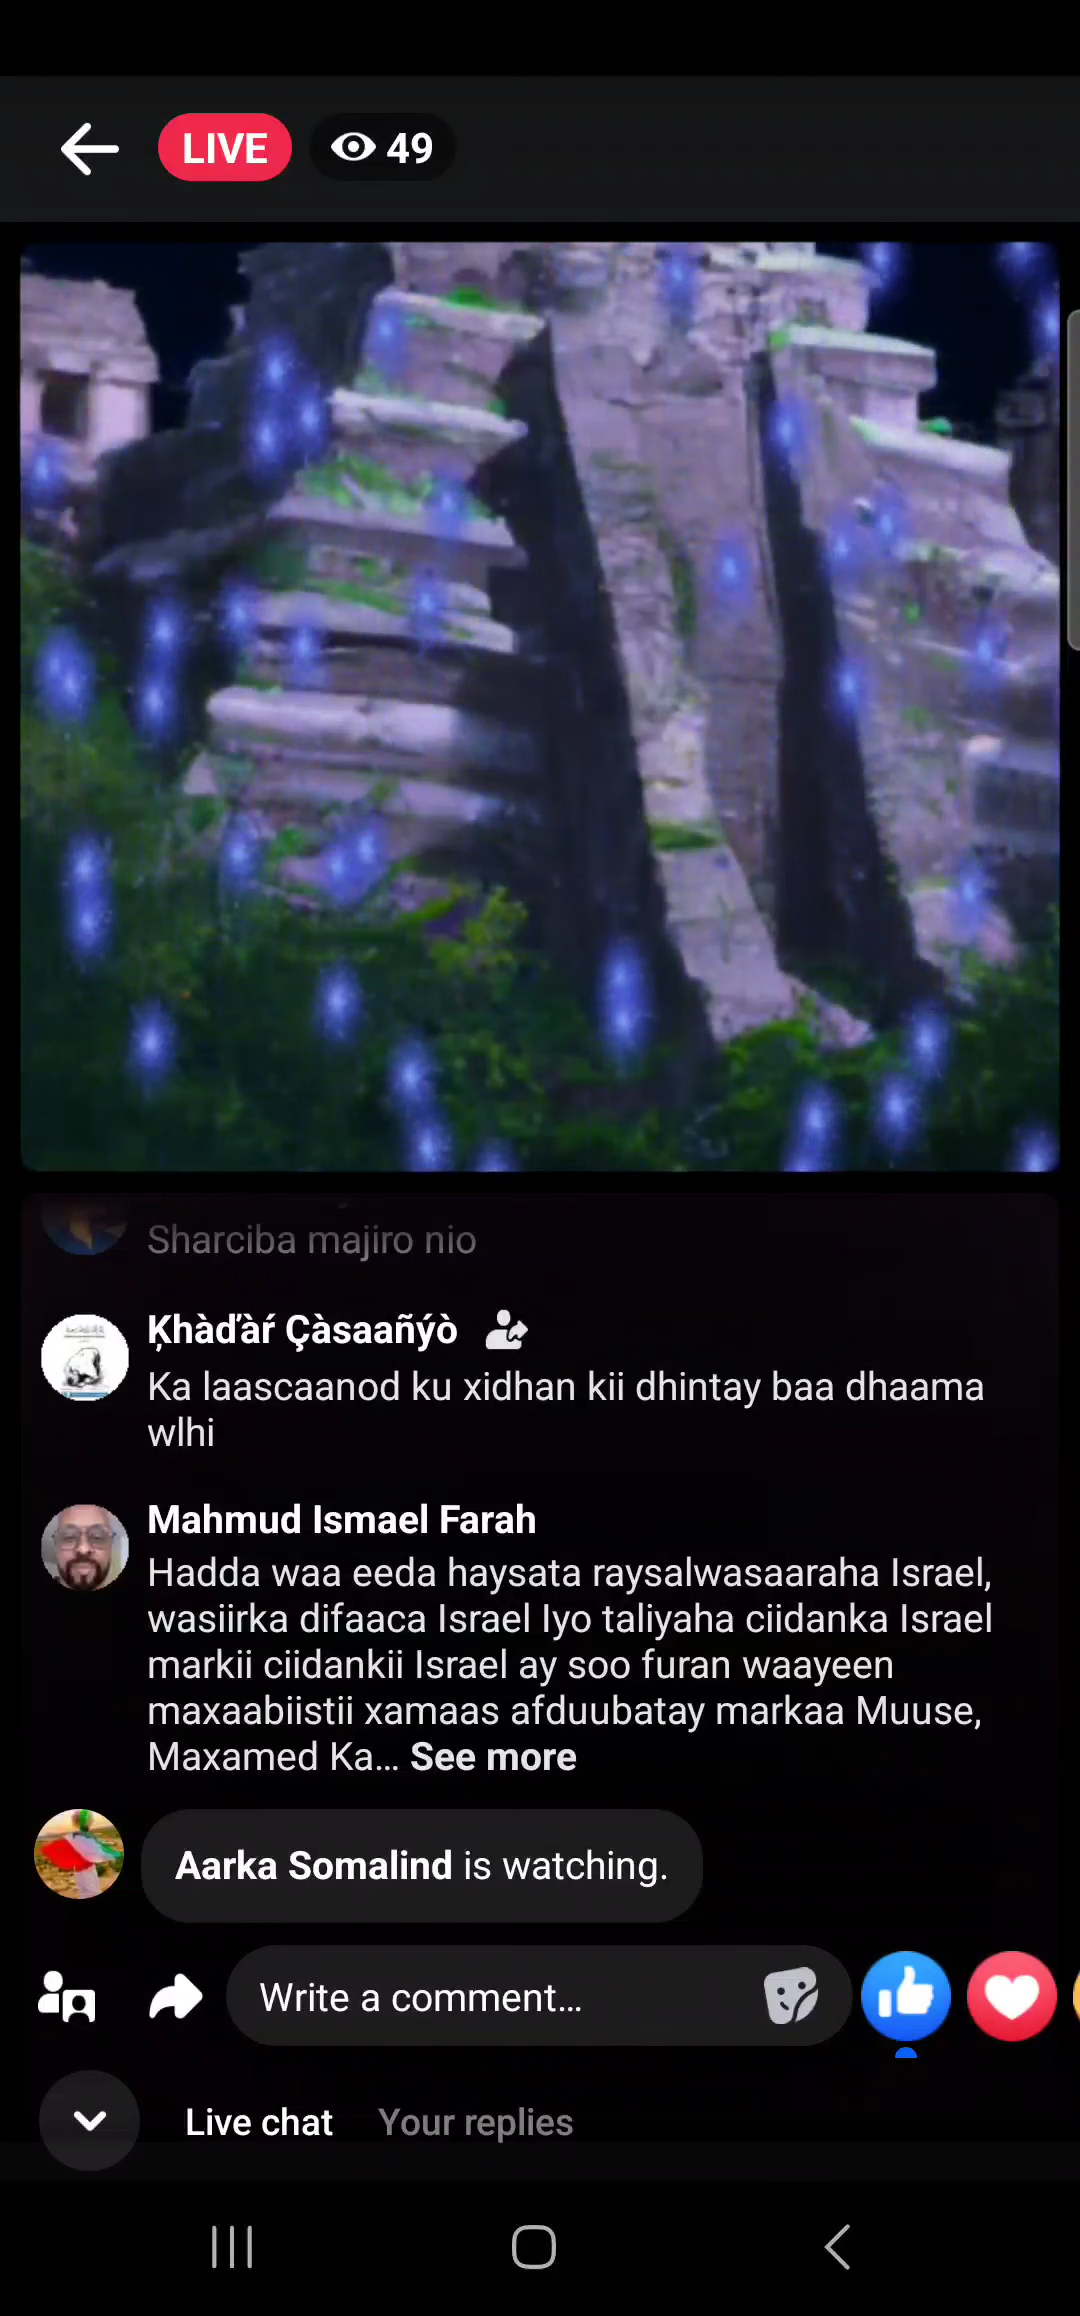 LIVE 49
Sharciba majiro nio
Ķhàďàŕ Çàsaañýò
Ka laascaanod ku xidhan kii dhintay baa dhaama
wlhi
Mahmud Ismael Farah
Hadda waa eeda haysata raysalwasaaraha Israel,
wasiirka difaaca Israel Iyo taliyaha ciidanka Israel
markii ciidankii Israel ay soo furan waayeen
maxaabiistii xamaas afduubatay markaa Muuse,
Maxamed Ka... See more
Aarka Somalind is watching.
Write a comment...
Live chat Your replies